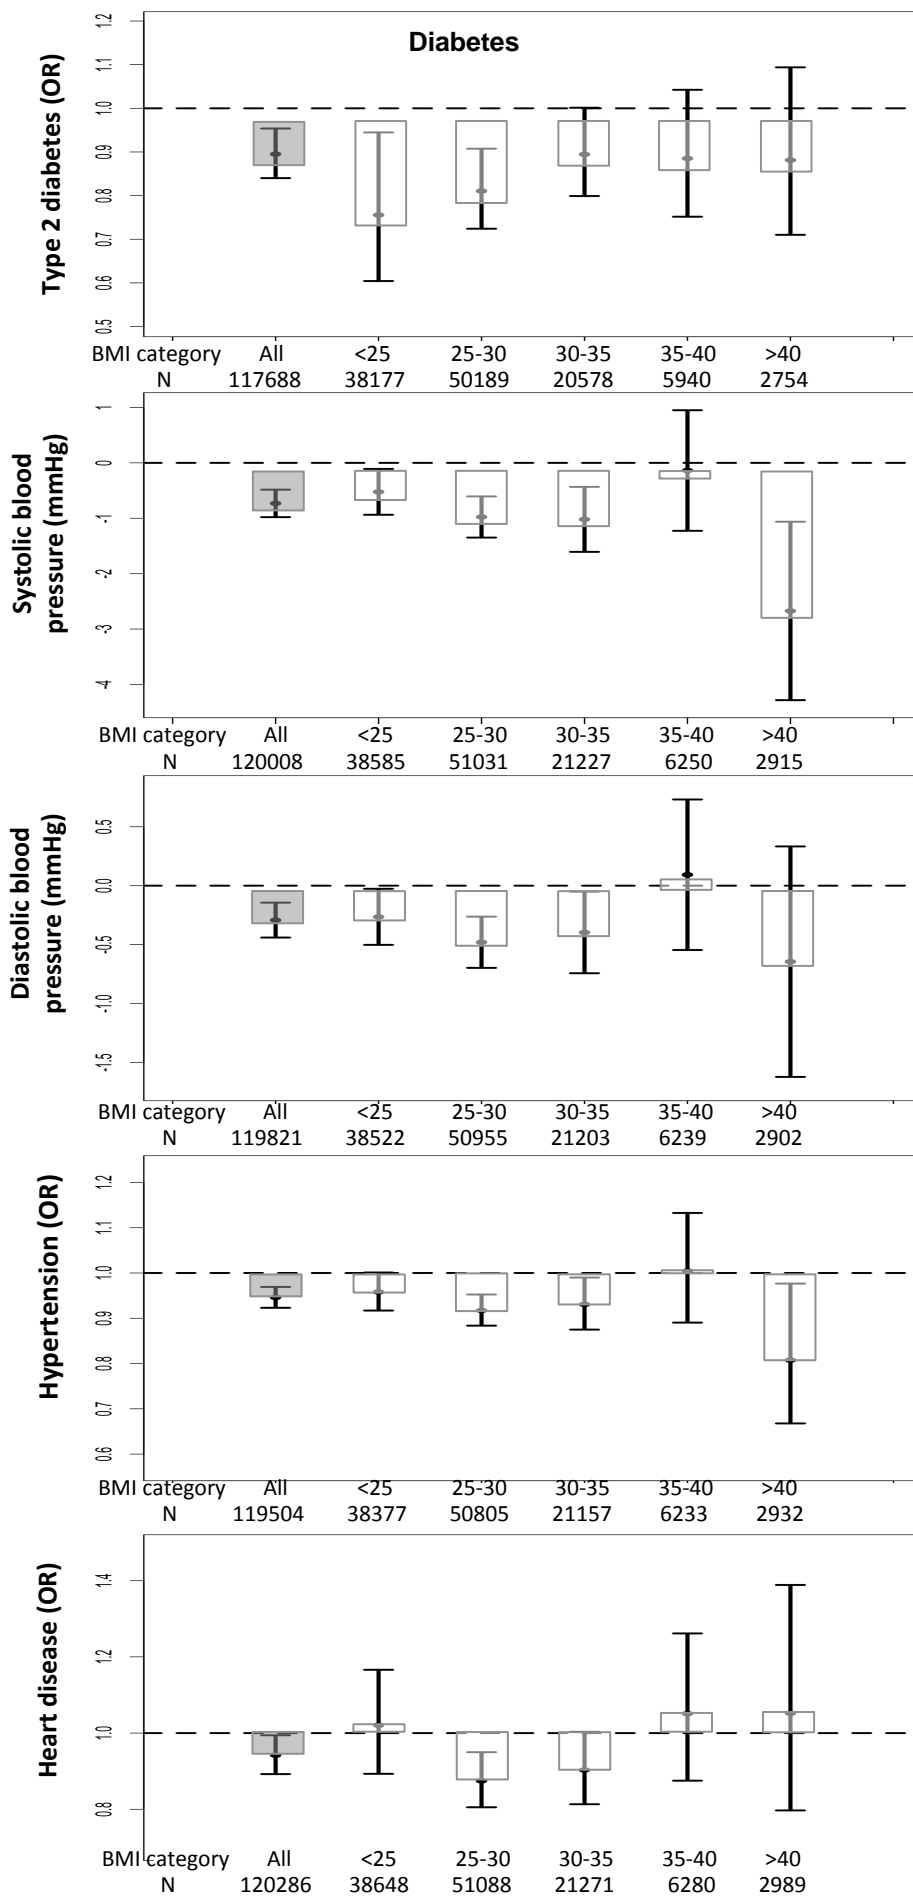 Diabetes
Type 2 diabetes (OR)
1.2
1.1
1.0
0.9
0.8
0.7
0.6
0.5
BMI category All <25 25-30 30-35 35-40 >40
N 117688 38177 50189 20578 5940 2754
Systolic blood
pressure (mmHg)
1
0
-1
-2
-3
-4
BMI category All <25 25-30 30-35 35-40 >40
N 120008 38585 51031 21227 6250 2915
Diastolic blood
pressure (mmHg)
0.5
0.0
-0.5
-1.0
-1.5
BMI category All <25 25-30 30-35 35-40 >40
N 119821 38522 50955 21203 6239 2902
Hypertension (OR)
1.2
1.1
1.0
0.9
0.8
0.7
0.6
BMI category All <25 25-30 30-35 35-40 >40
N 119504 38377 50805 21157 6233 2932
Heart disease (OR)
1.4
1.2
1.0
0.8
BMI category All <25 25-30 30-35 35-40 >40
N 120286 38648 51088 21271 6280 2989